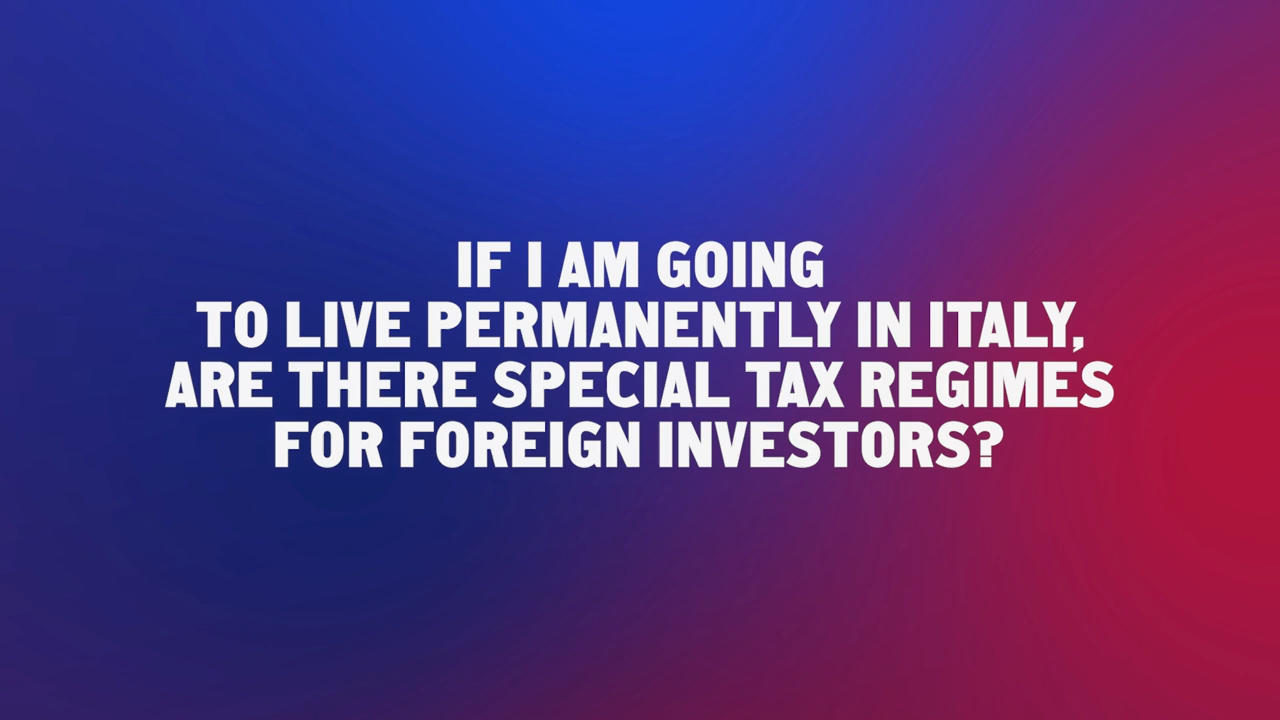 IF I AM GOING
TO LIVE PERMANENTLY IN ITALY,
ARE THERE SPECIAL TAX REGIMES
FOR FOREIGN INVESTORS?